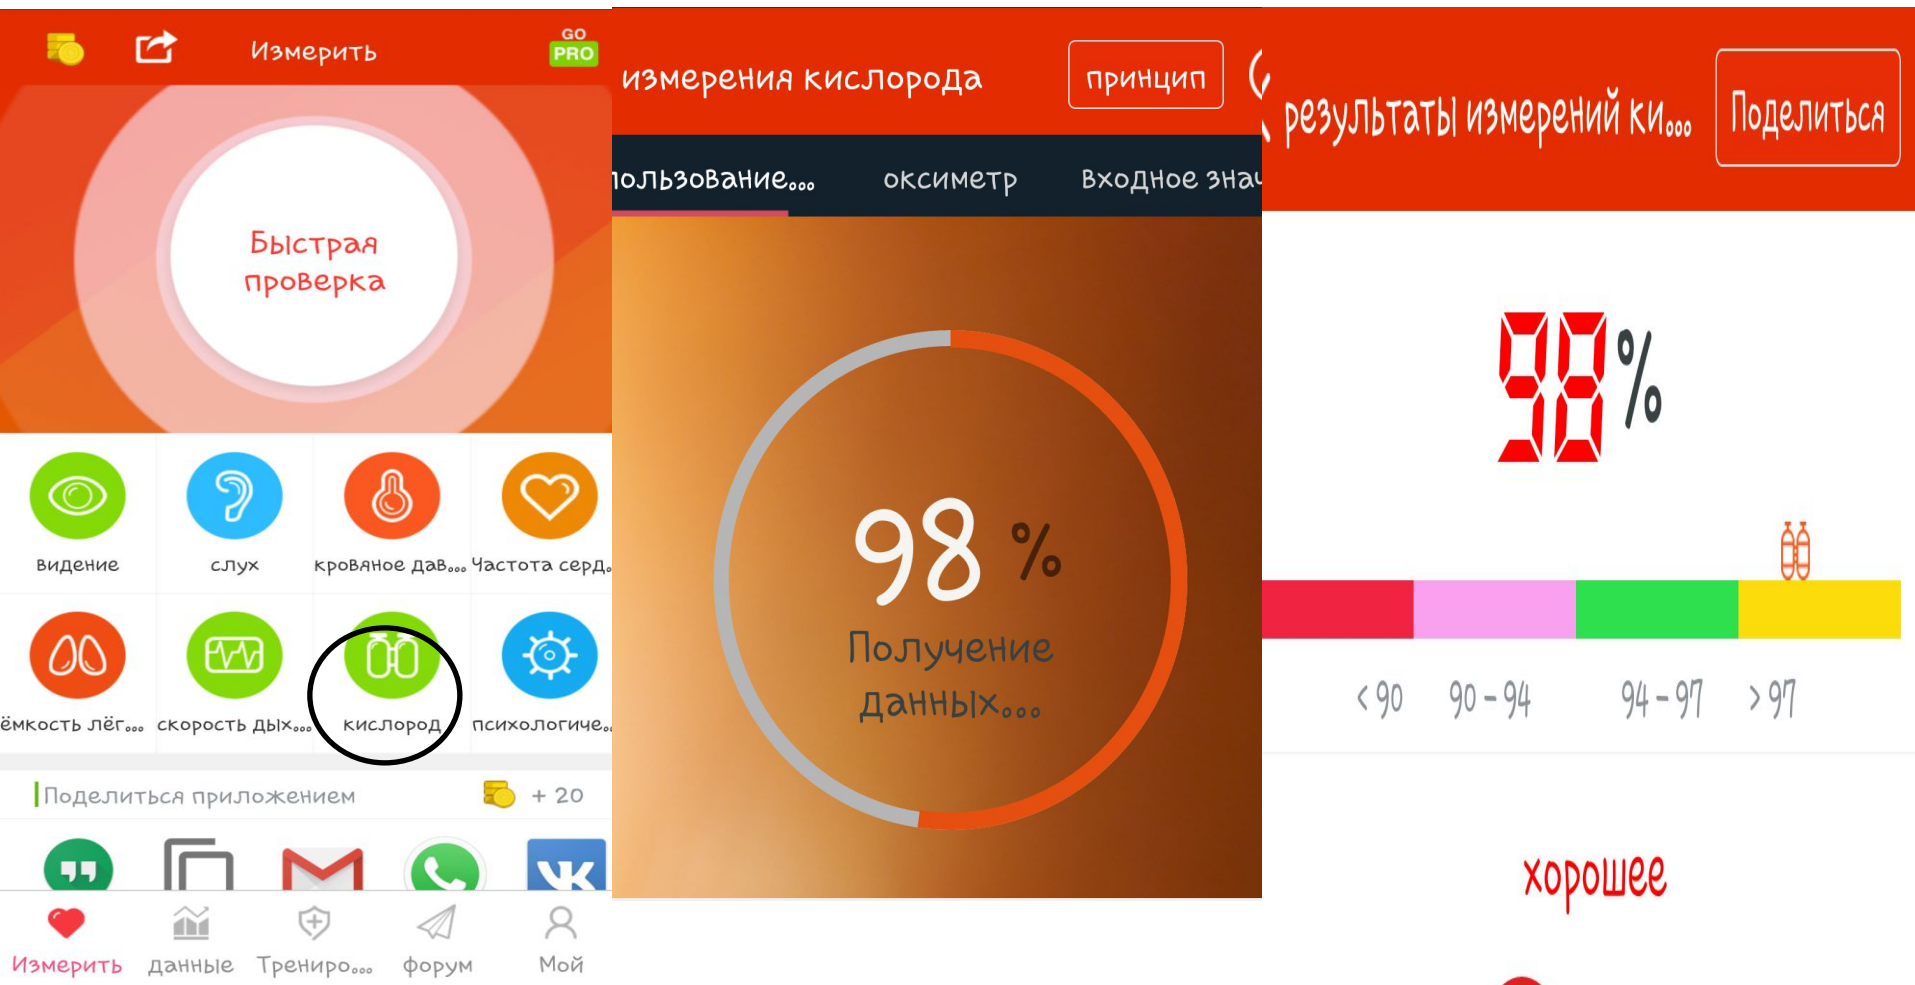 Измерить
GO
PRO
Быстрая
проверка
видение
слух
кровяное дав...
Частота серд.
ёмкость лёг...
скорость дых...
кислород
психологиче..
Поделиться приложением
+ 20
Измерить
данные
Трениро...
форум
Мой
измерения кислорода
принцип
пользование...
оксиметр
Входное знач
98 %
Получение
данных...
результаты измерений ки...
Поделиться
98%
< 90
90 - 94
94 - 97
> 97
хорошее